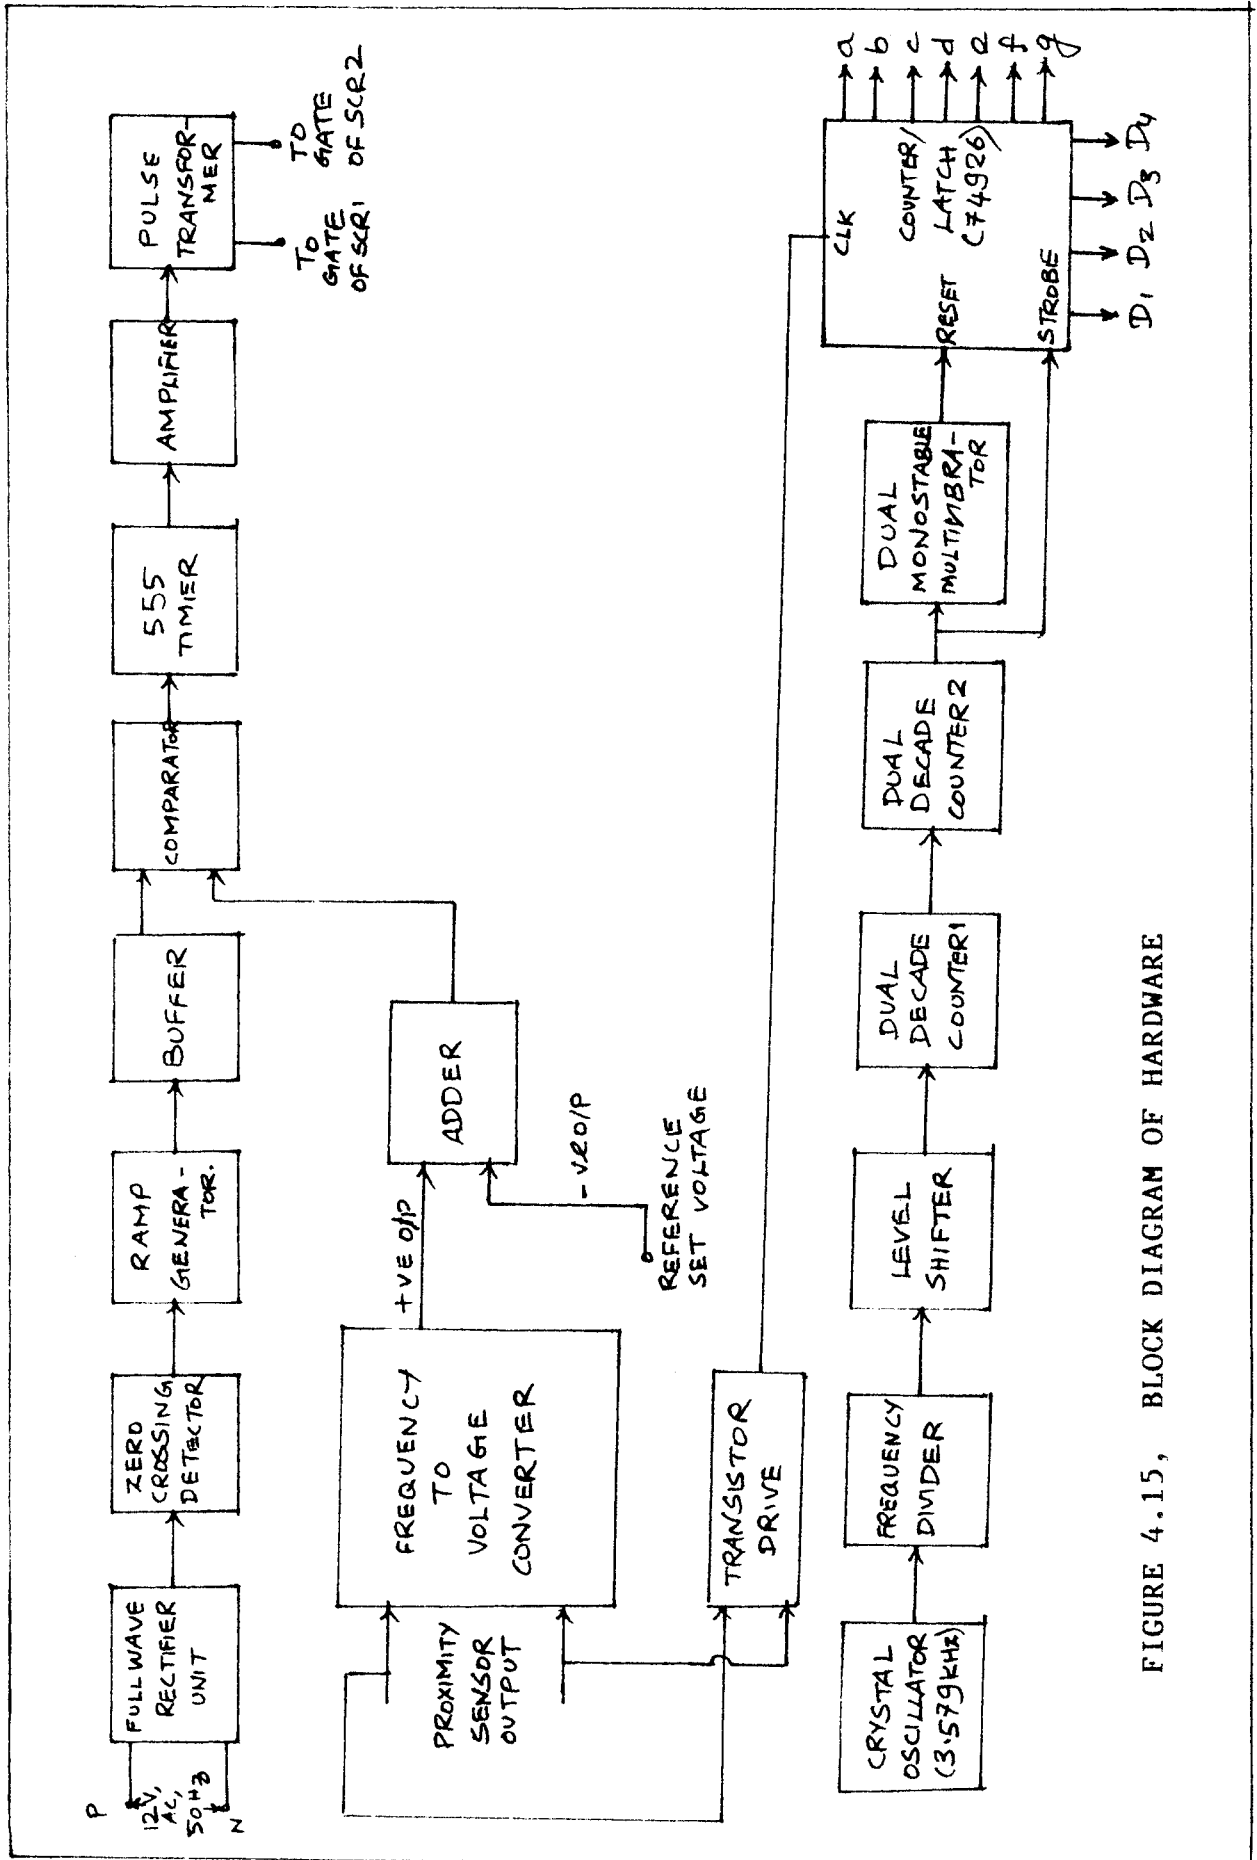 P
12V,
AC,
50Hz
N
FULLWAVE
RECTIFIER
UNIT
ZERO
CROSSING
DETECTOR
RAMP
GENERA-
TOR.
BUFFER
COMPARATOR
555
TIMER
AMPLIFIER
PULSE
TRANSFOR-
MER
TO
GATE
OF SCR1
TO
GATE
OF SCR2
PROXIMITY
SENSOR
OUTPUT
FREQUENCY
TO
VOLTAGE
CONVERTER
+VE O/P
-VE O/P
REFERENCE
SET VOLTAGE
ADDER
TRANSISTOR
DRIVE
CRYSTAL
OSCILLATOR
(3.579KHz)
FREQUENCY
DIVIDER
LEVEL
SHIFTER
DUAL
DECADE
COUNTER1
DUAL
DECADE
COUNTER2
DUAL
MONOSTABLE
MULTIVIBRA-
TOR
CLK
COUNTER/
LATCH
(74926)
RESET
STROBE
a
b
c
d
e
f
g
D1 D2 D3 D4
FIGURE 4.15, BLOCK DIAGRAM OF HARDWARE